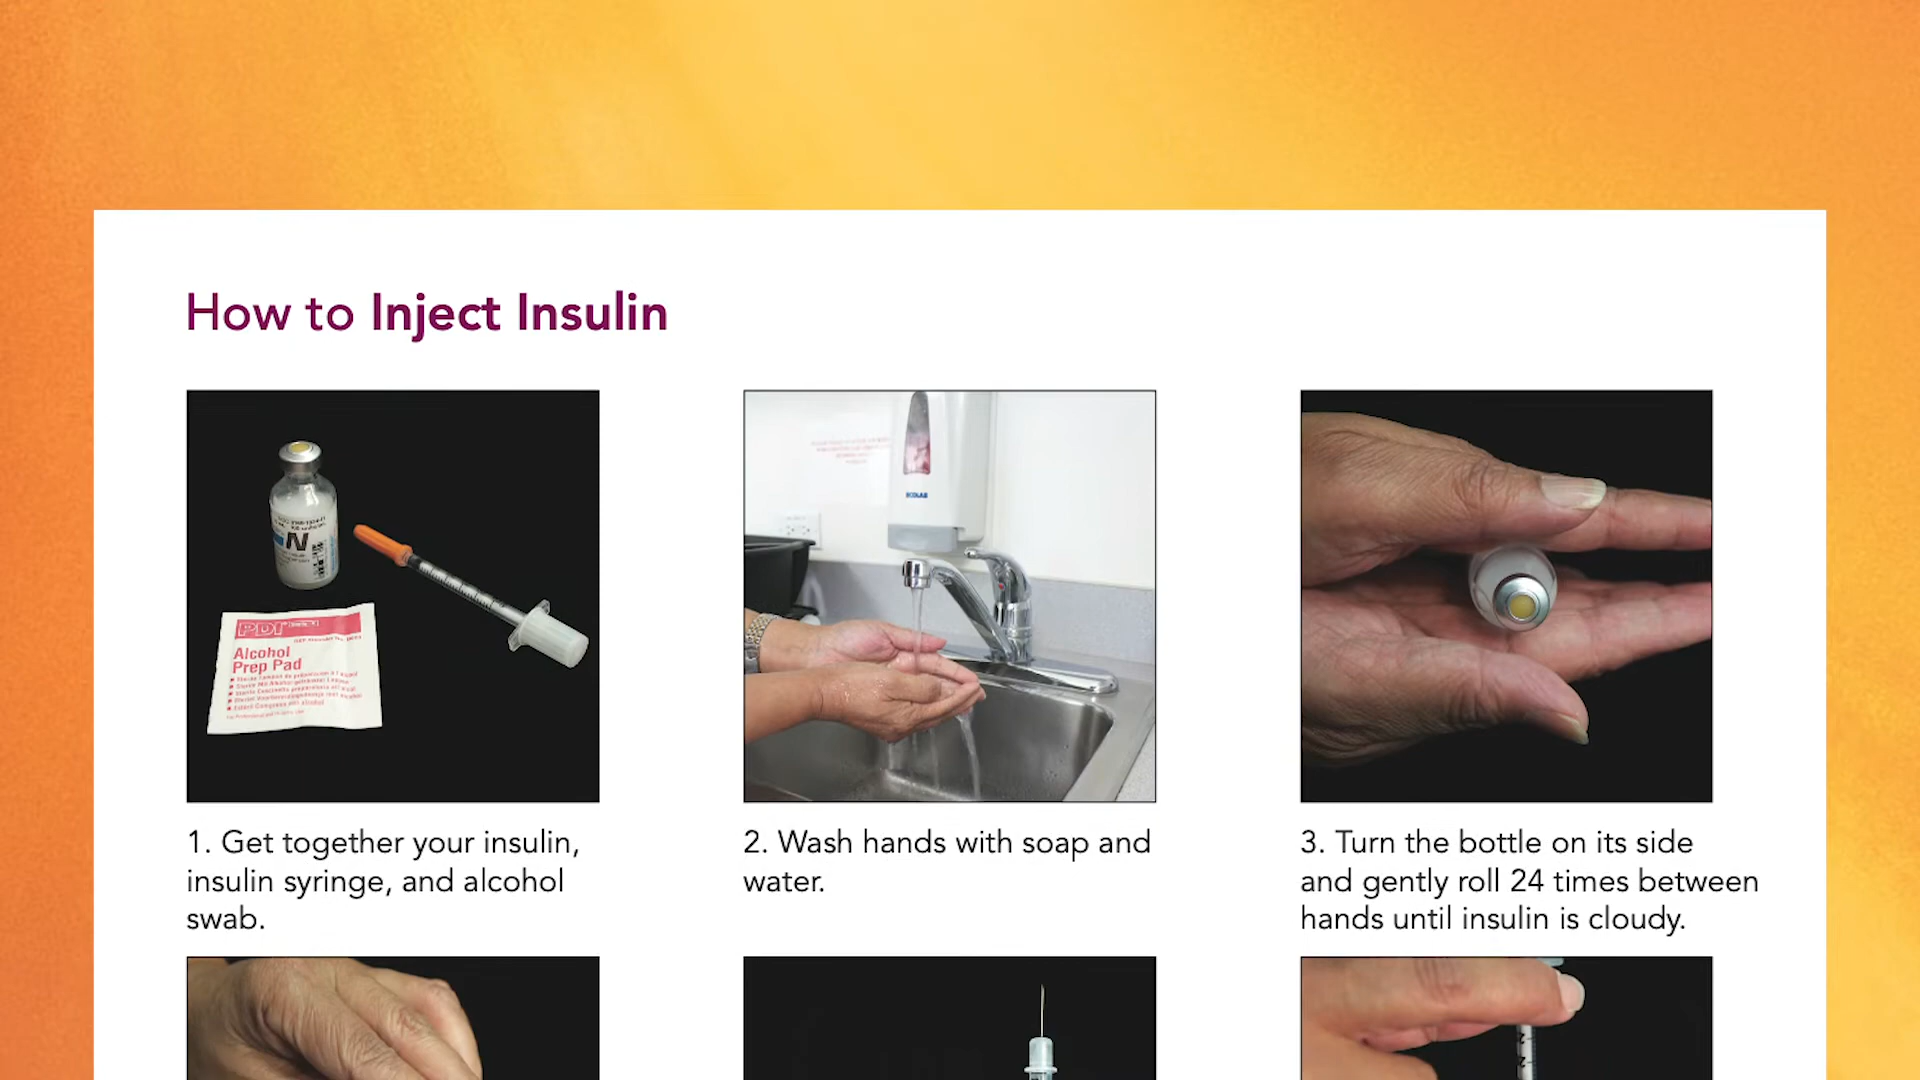 How to Inject Insulin
N
PDI
Alcohol
Prep Pad
ECOLAB
1. Get together your insulin,
insulin syringe, and alcohol
swab.
2. Wash hands with soap and
water.
3. Turn the bottle on its side
and gently roll 24 times between
hands until insulin is cloudy.